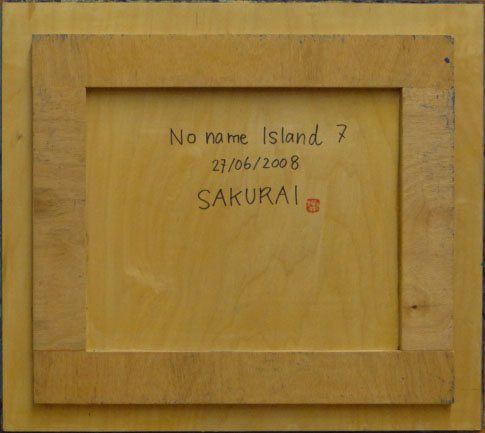 No name Island 7
27/06/2008
SAKURAI